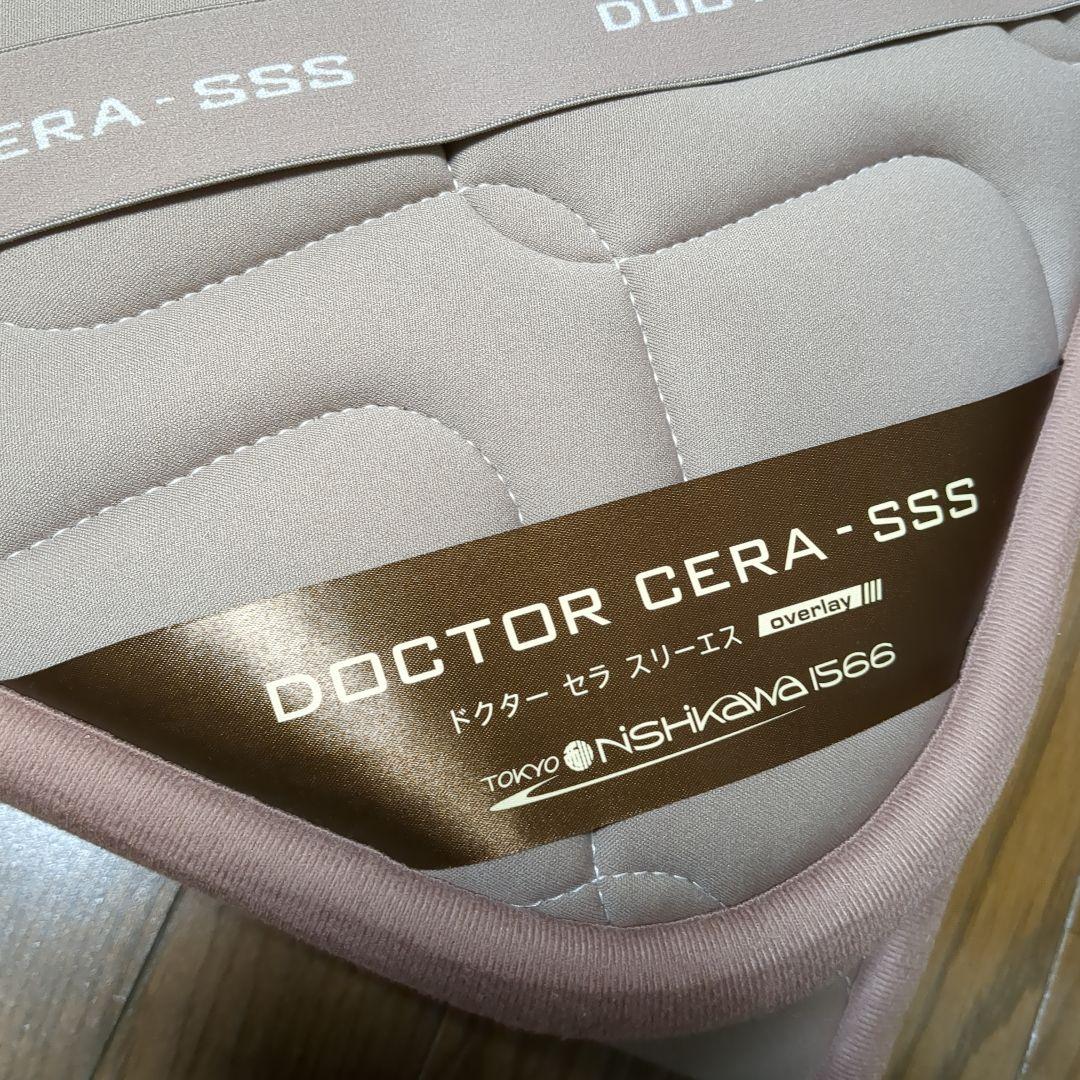 ERA - SSS
DOC
DOCTOR CERA - SSS
ドクター セラ スリーエス overlay
TOKYO NiSHiKaWa 1566